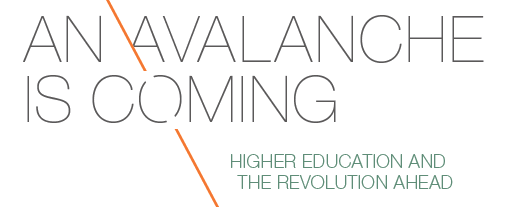 AN AVALANCHE
IS COMING
HIGHER EDUCATION AND
THE REVOLUTION AHEAD